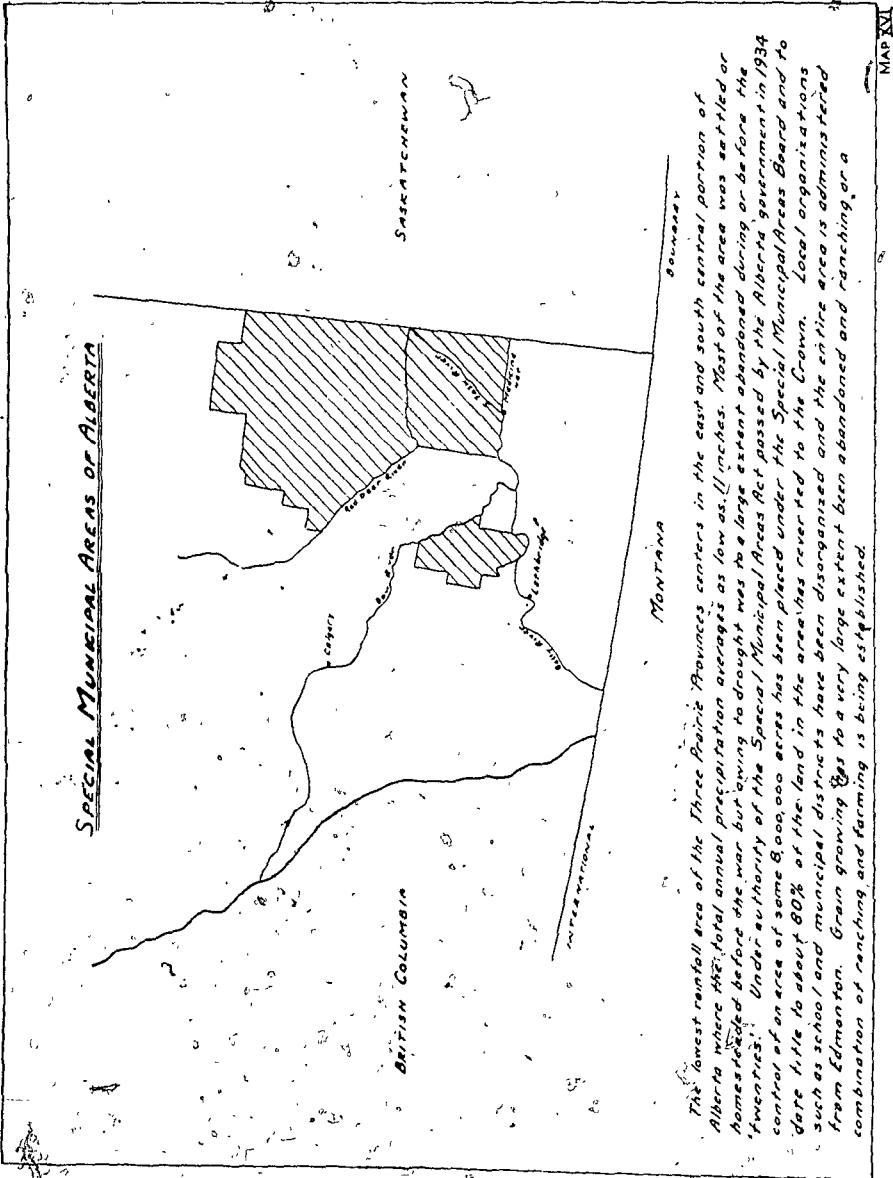 MAP XVI
SPECIAL MUNICIPAL AREAS OF ALBERTA
BRITISH COLUMBIA
SASKATCHEWAN
Calgary
Bow River
Red Deer River
S. Sask. River
Medicine Hat
Lethbridge
Belly River
INTERNATIONAL
BOUNDARY
MONTANA
The lowest rainfall area of the Three Prairie Provinces centers in the east and south central portion of
Alberta where the total annual precipitation averages as low as 11 inches. Most of the area was settled or
homesteaded before the war but owing to drought was to a large extent abandoned during or before the
'twenties.' Under authority of the Special Municipal Areas Act passed by the Alberta government in 1934
control of an area of some 8,000,000 acres has been placed under the Special Municipal Areas Board and to
date title to about 80% of the land in the area has reverted to the Crown. Local organizations
such as school and municipal districts have been disorganized and the entire area is administered
from Edmonton. Grain growing has to a very large extent been abandoned and ranching or a
combination of ranching and farming is being established.